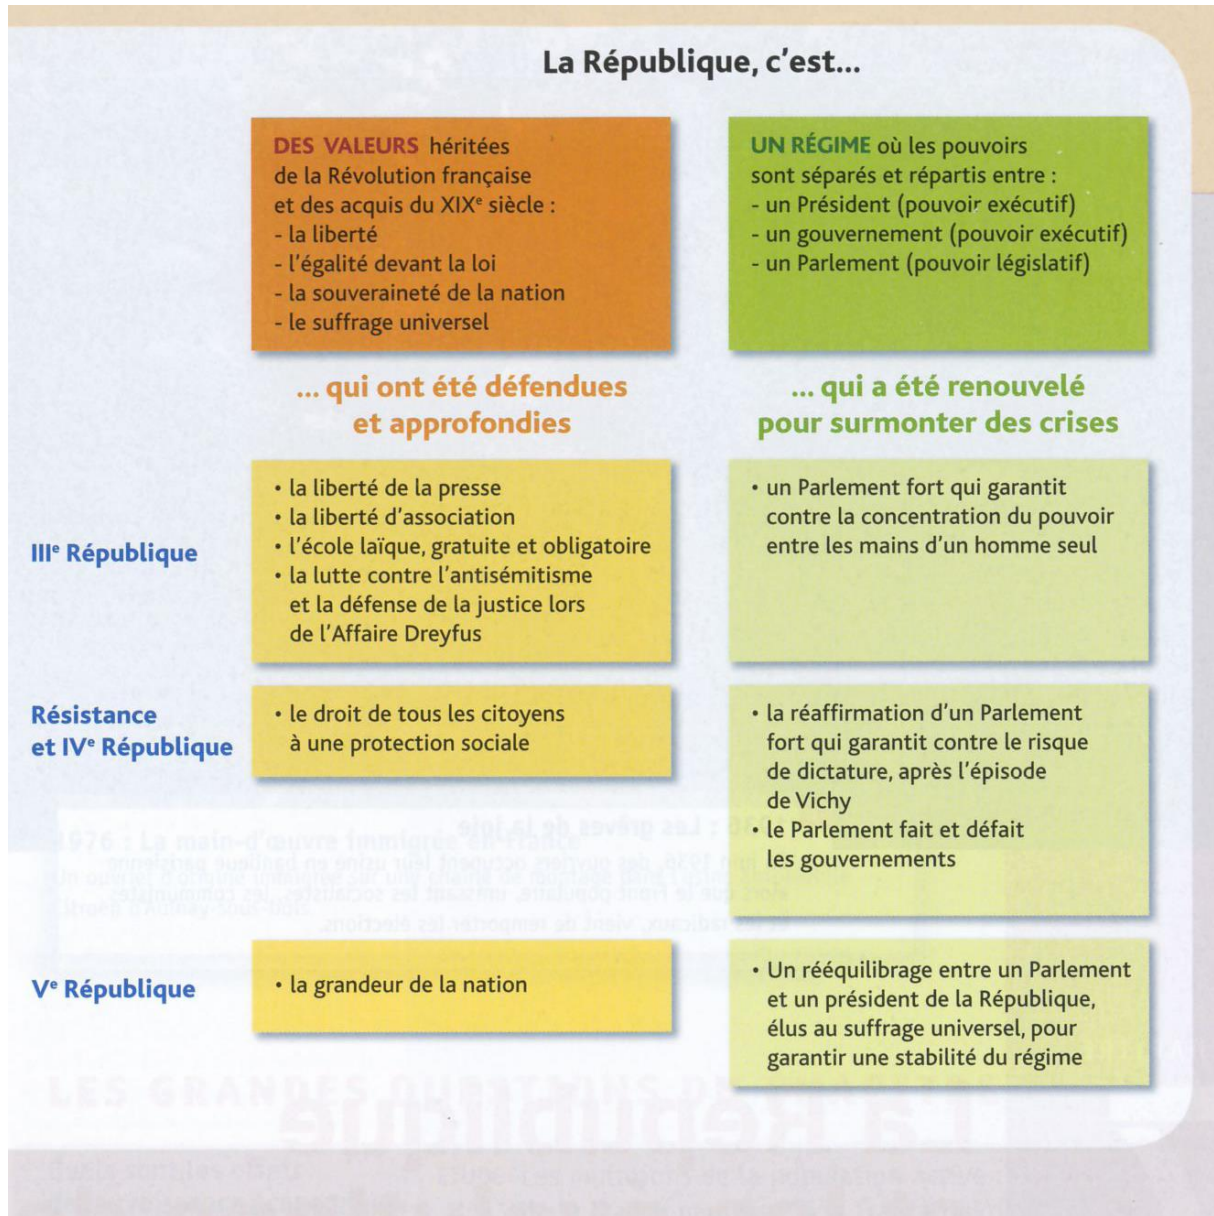 La République, c'est...
DES VALEURS héritées
de la Révolution française
et des acquis du XIXe siècle :
- la liberté
- l'égalité devant la loi
- la souveraineté de la nation
- le suffrage universel
UN RÉGIME où les pouvoirs
sont séparés et répartis entre :
- un Président (pouvoir exécutif)
- un gouvernement (pouvoir exécutif)
- un Parlement (pouvoir législatif)
... qui ont été défendues
et approfondies
... qui a été renouvelé
pour surmonter des crises
IIIe République
• la liberté de la presse
• la liberté d'association
• l'école laïque, gratuite et obligatoire
• la lutte contre l'antisémitisme
et la défense de la justice lors
de l'Affaire Dreyfus
• un Parlement fort qui garantit
contre la concentration du pouvoir
entre les mains d'un homme seul
Résistance
et IVe République
• le droit de tous les citoyens
à une protection sociale
• la réaffirmation d'un Parlement
fort qui garantit contre le risque
de dictature, après l'épisode
de Vichy
• le Parlement fait et défait
les gouvernements
Ve République
• la grandeur de la nation
• Un rééquilibrage entre un Parlement
et un président de la République,
élus au suffrage universel, pour
garantir une stabilité du régime